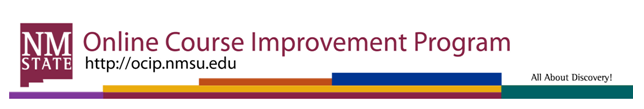 NM
STATE
Online Course Improvement Program
http://ocip.nmsu.edu
All About Discovery!